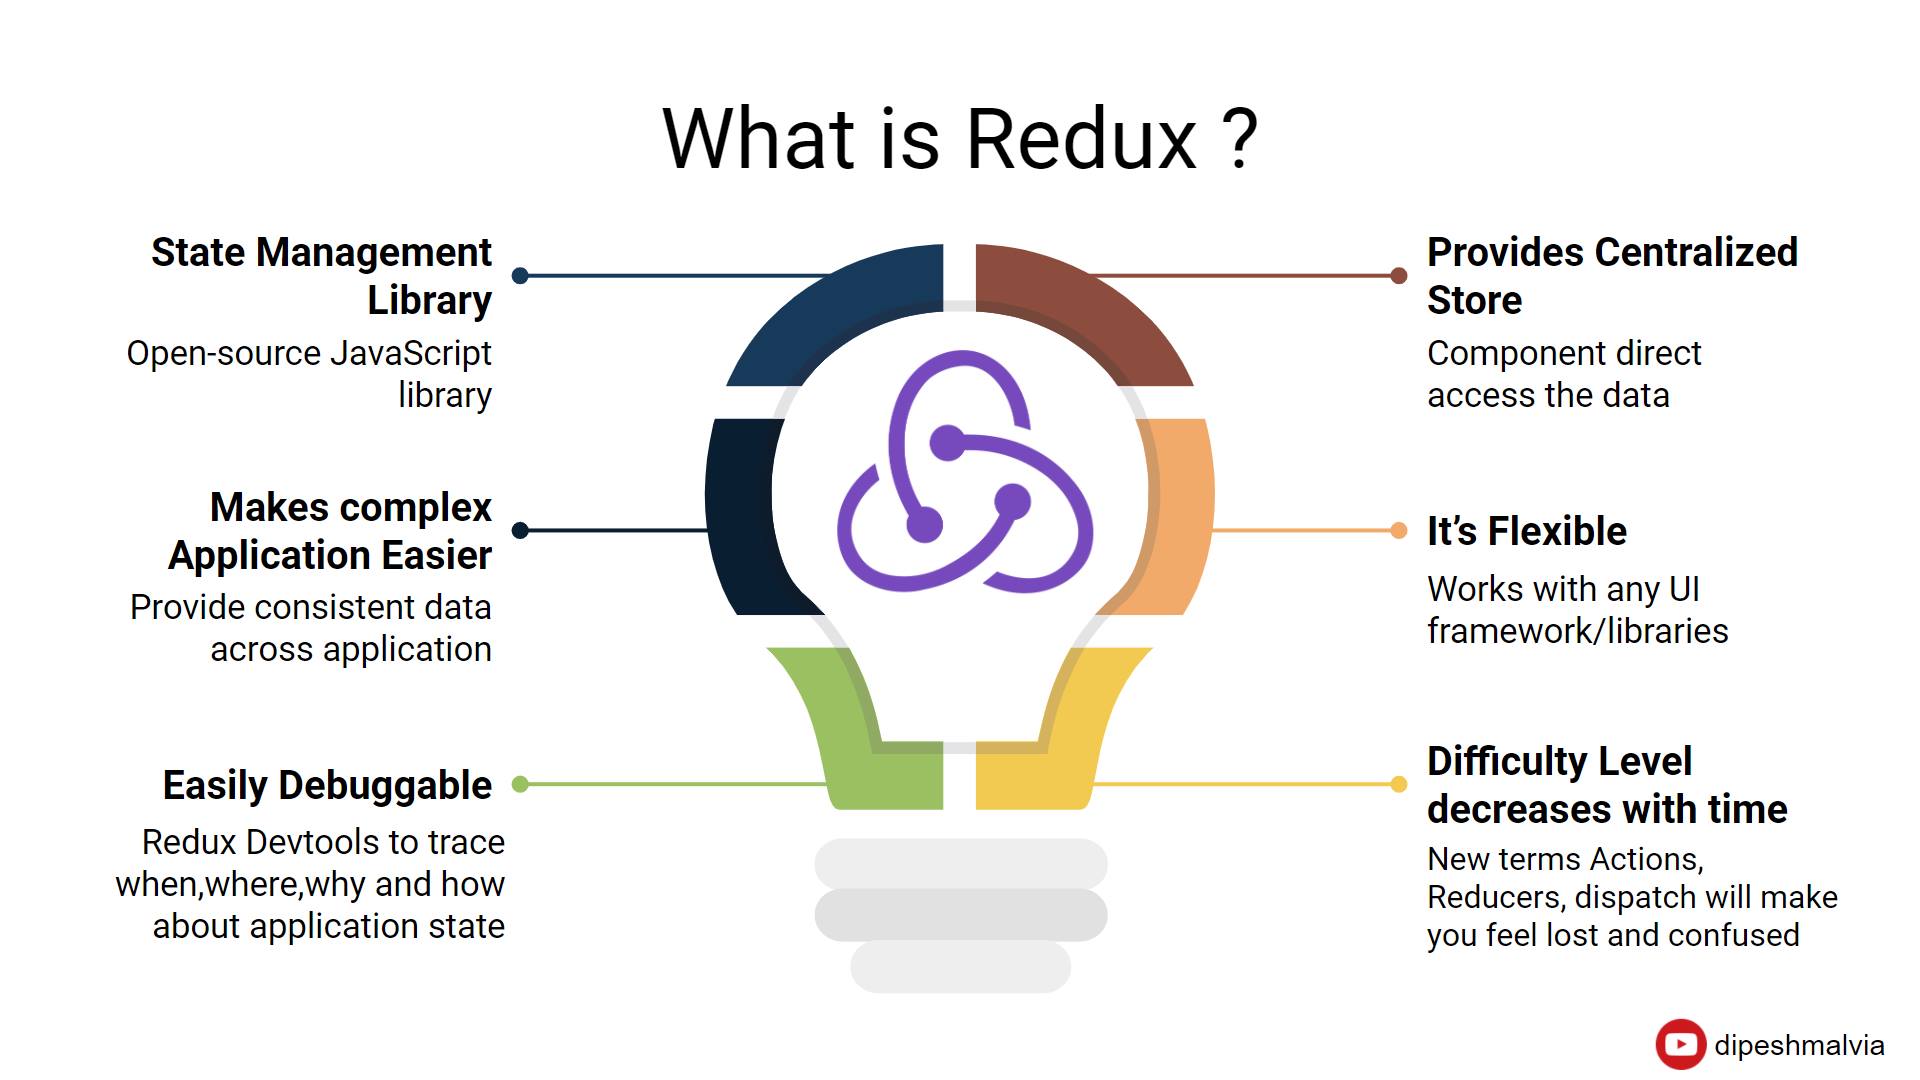 What is Redux ?
State Management
Library
Open-source JavaScript
library
Makes complex
Application Easier
Provide consistent data
across application
Easily Debuggable
Redux Devtools to trace
when,where,why and how
about application state
Provides Centralized
Store
Component direct
access the data
It’s Flexible
Works with any UI
framework/libraries
Difficulty Level
decreases with time
New terms Actions,
Reducers, dispatch will make
you feel lost and confused
dipeshmalvia